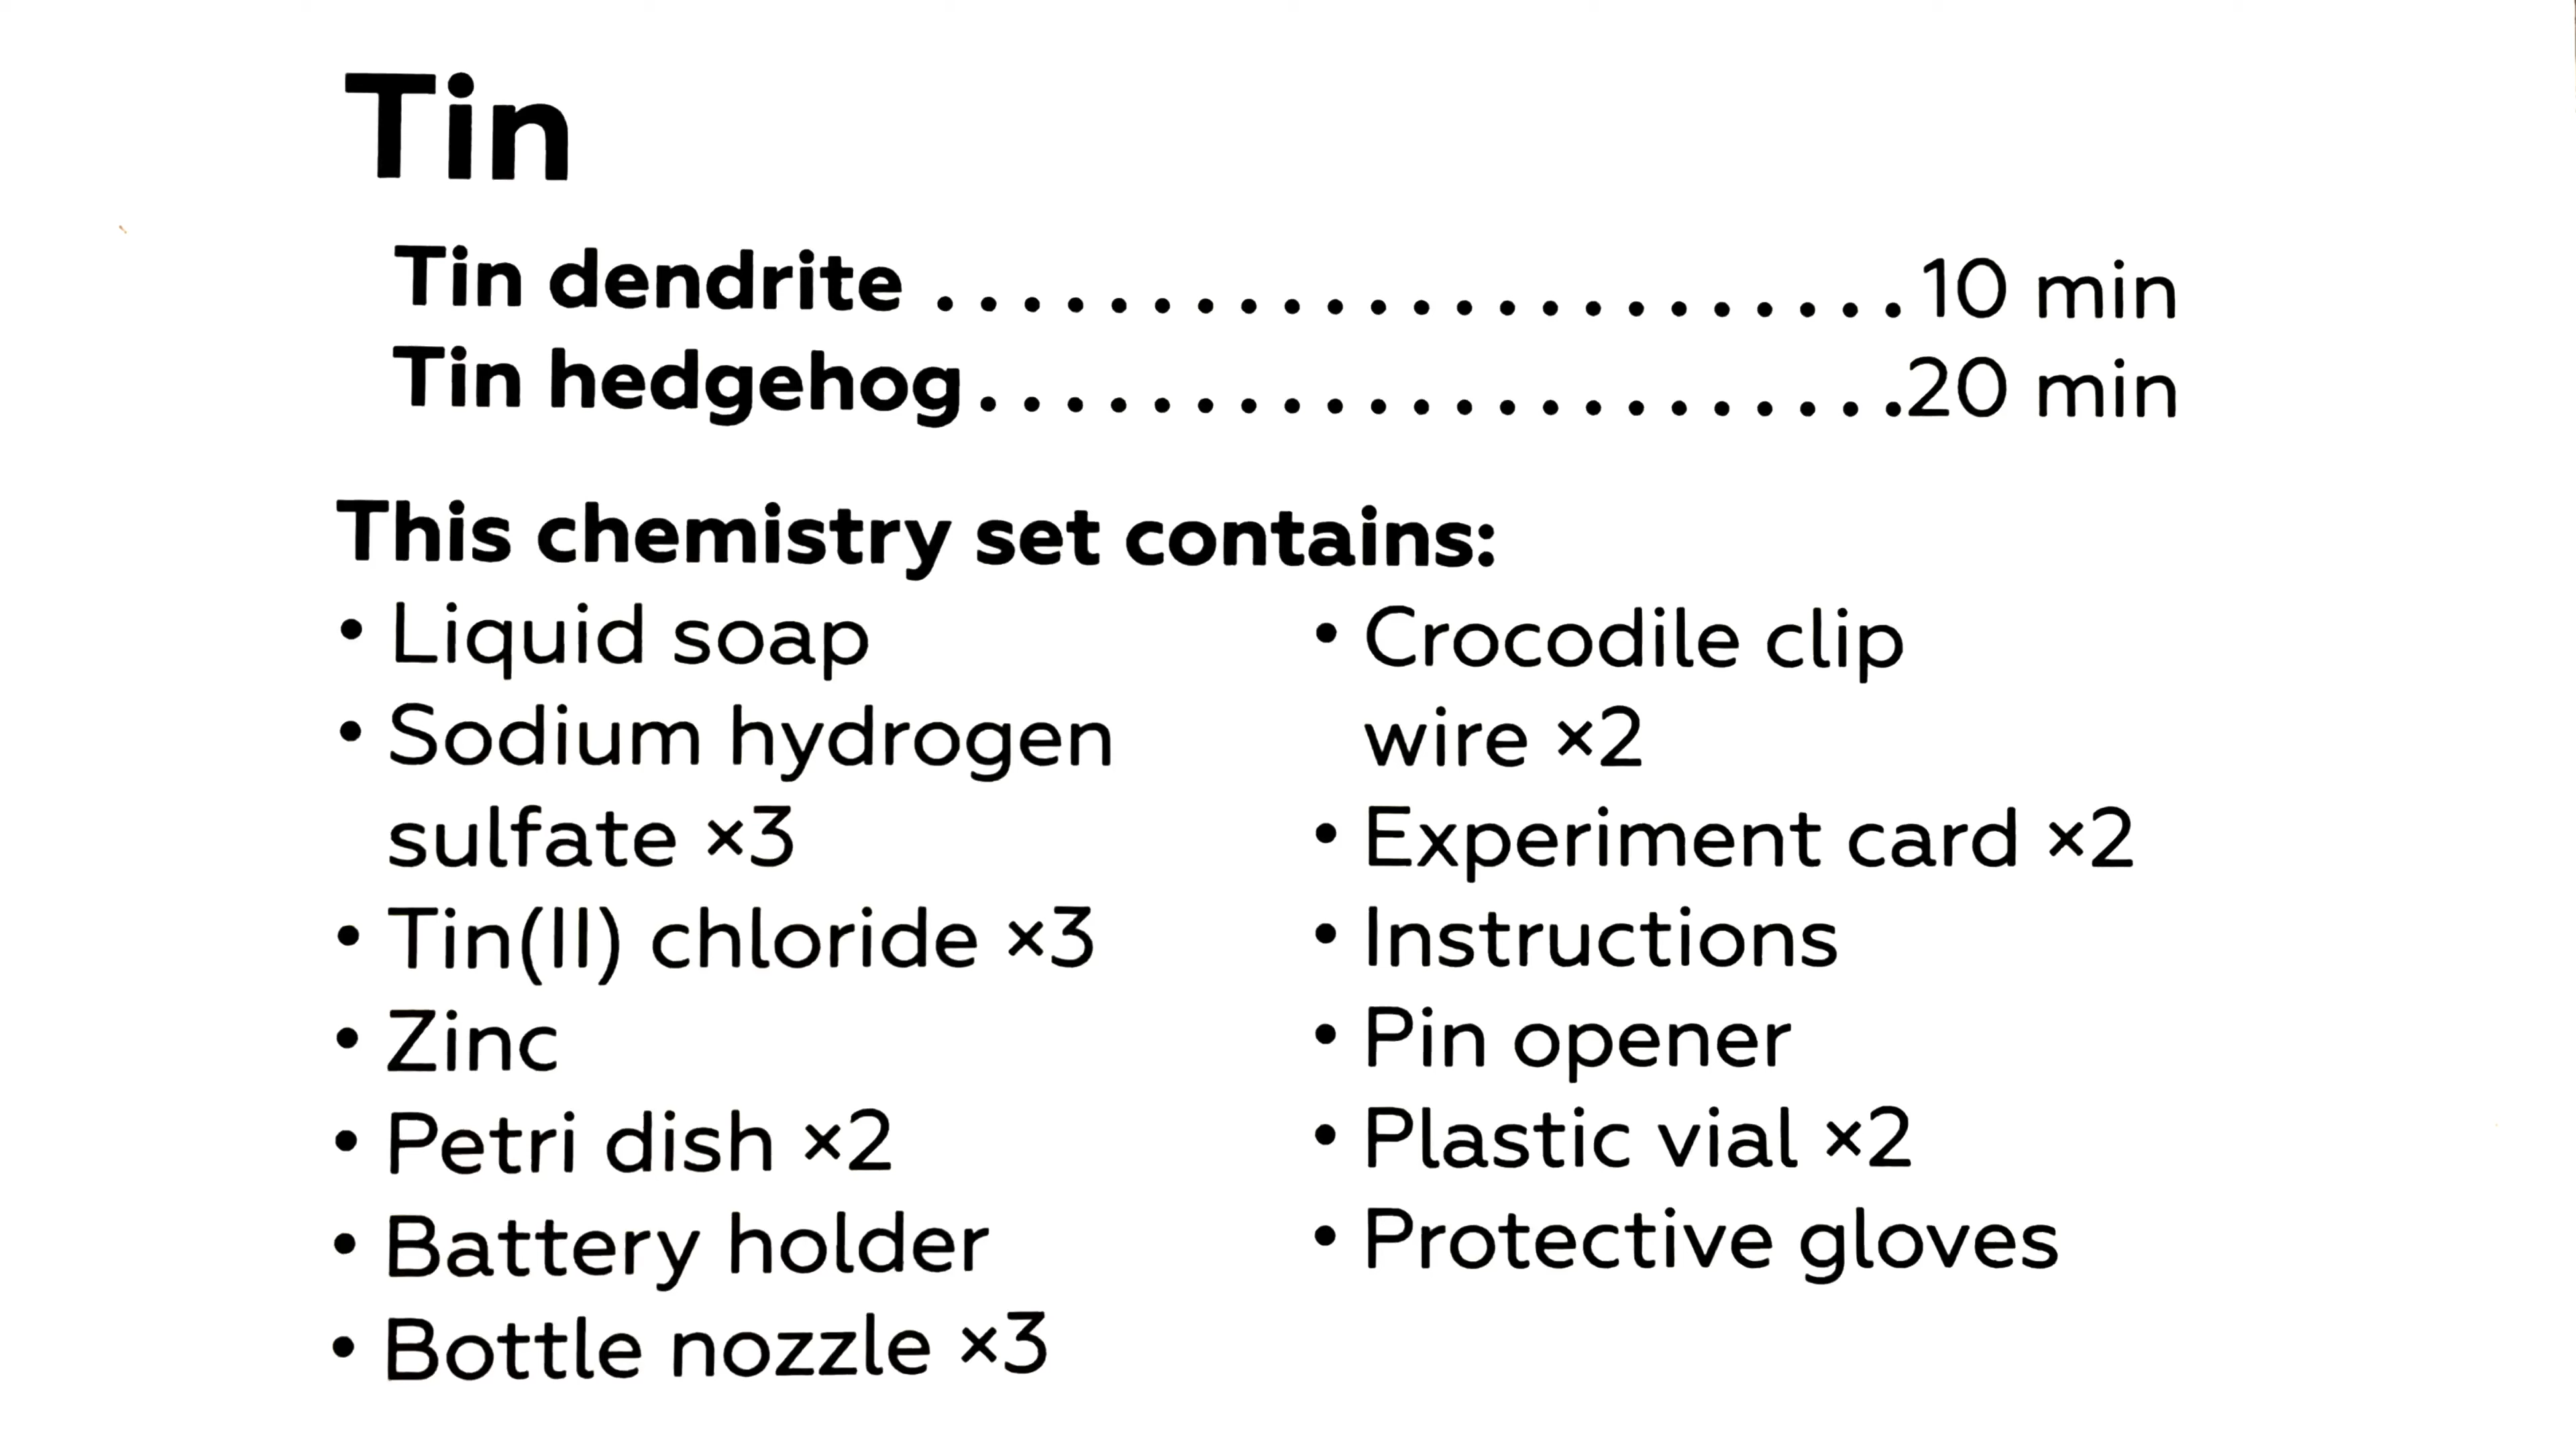 Tin
Tin dendrite .......................10 min
Tin hedgehog......................20 min
This chemistry set contains:
• Liquid soap
• Sodium hydrogen
sulfate ×3
• Tin(II) chloride ×3
• Zinc
• Petri dish ×2
• Battery holder
• Bottle nozzle ×3
• Crocodile clip
wire ×2
• Experiment card ×2
• Instructions
• Pin opener
• Plastic vial ×2
• Protective gloves